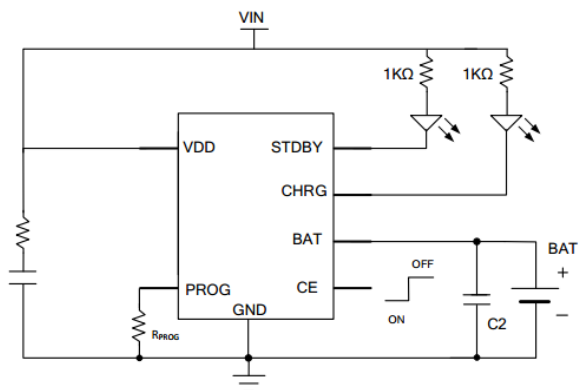 VIN
1KΩ 1KΩ
VDD STDBY
CHRG
BAT BAT
OFF
+
PROG CE
ON
GND
RPROG C2
−